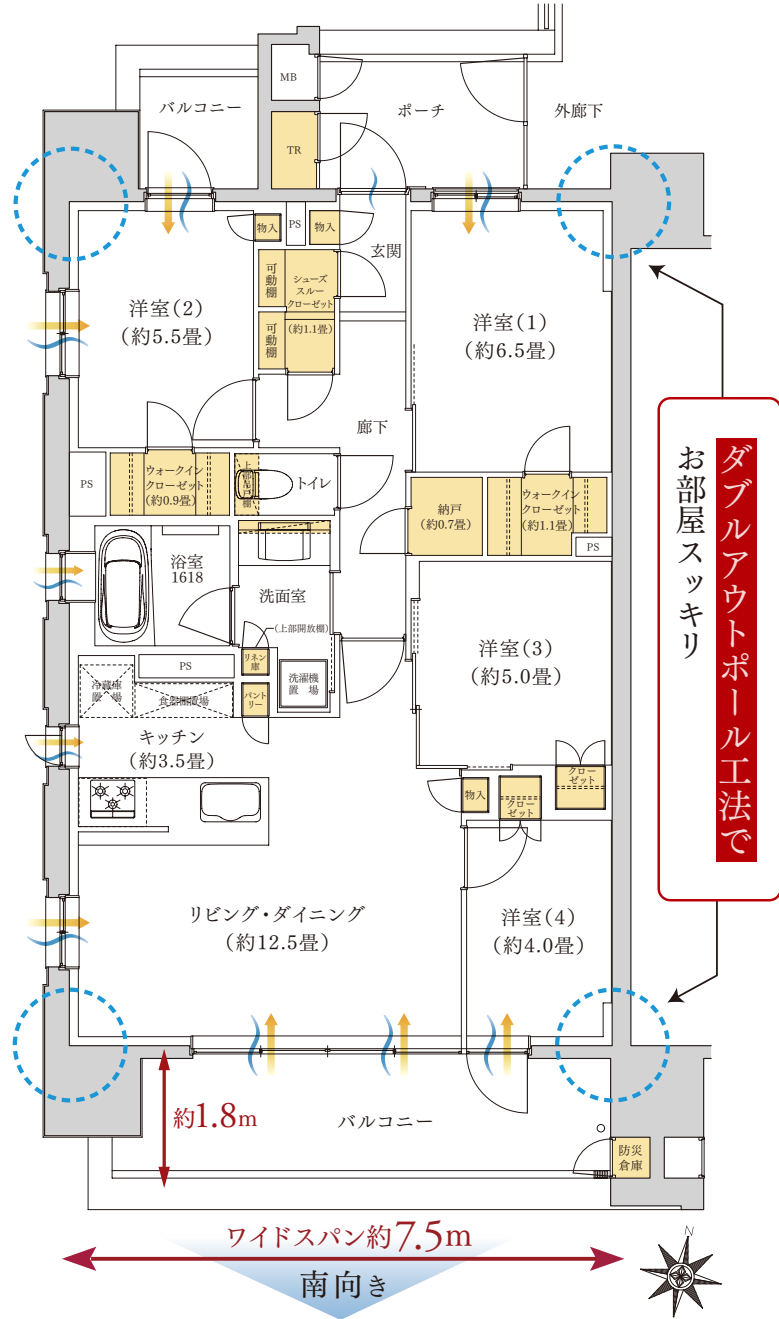 MB
バルコニー
ポーチ
外廊下
TR
物入
PS
物入
玄関
可動棚
シューズ
スルー
クローゼット
(約1.1畳)
可動棚
洋室(2)
(約5.5畳)
洋室(1)
(約6.5畳)
廊下
PS
ウォークイン
クローゼット
(約0.9畳)
上部吊戸棚
トイレ
納戸
(約0.7畳)
ウォークイン
クローゼット
(約1.1畳)
PS
浴室
1618
洗面室
(上部開放棚)
リネン
庫
洗濯機
置場
PS
冷蔵庫
置場
食器棚置場
パント
リー
洋室(3)
(約5.0畳)
キッチン
(約3.5畳)
物入
クロー
ゼット
クロー
ゼット
リビング・ダイニング
(約12.5畳)
洋室(4)
(約4.0畳)
ダブルアウトポール工法で
お部屋スッキリ
約1.8m
バルコニー
防災
倉庫
ワイドスパン約7.5m
南向き
N